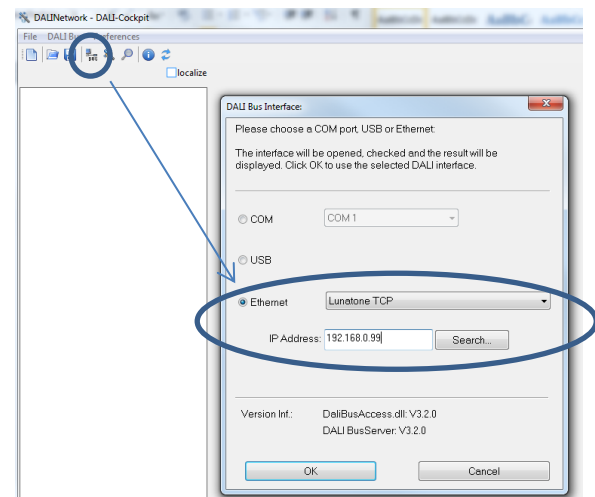 DALINetwork - DALI-Cockpit
File DALI Bus Preferences
localize
DALI Bus Interface:
Please choose a COM port, USB or Ethernet:
The interface will be opened, checked and the result will be
displayed. Click OK to use the selected DALI interface.
COM COM 1
USB
Ethernet Lunatone TCP
IP Address: 192.168.0.99 Search...
Version Inf.: DaliBusAccess.dll: V3.2.0
DALI BusServer: V3.2.0
OK Cancel